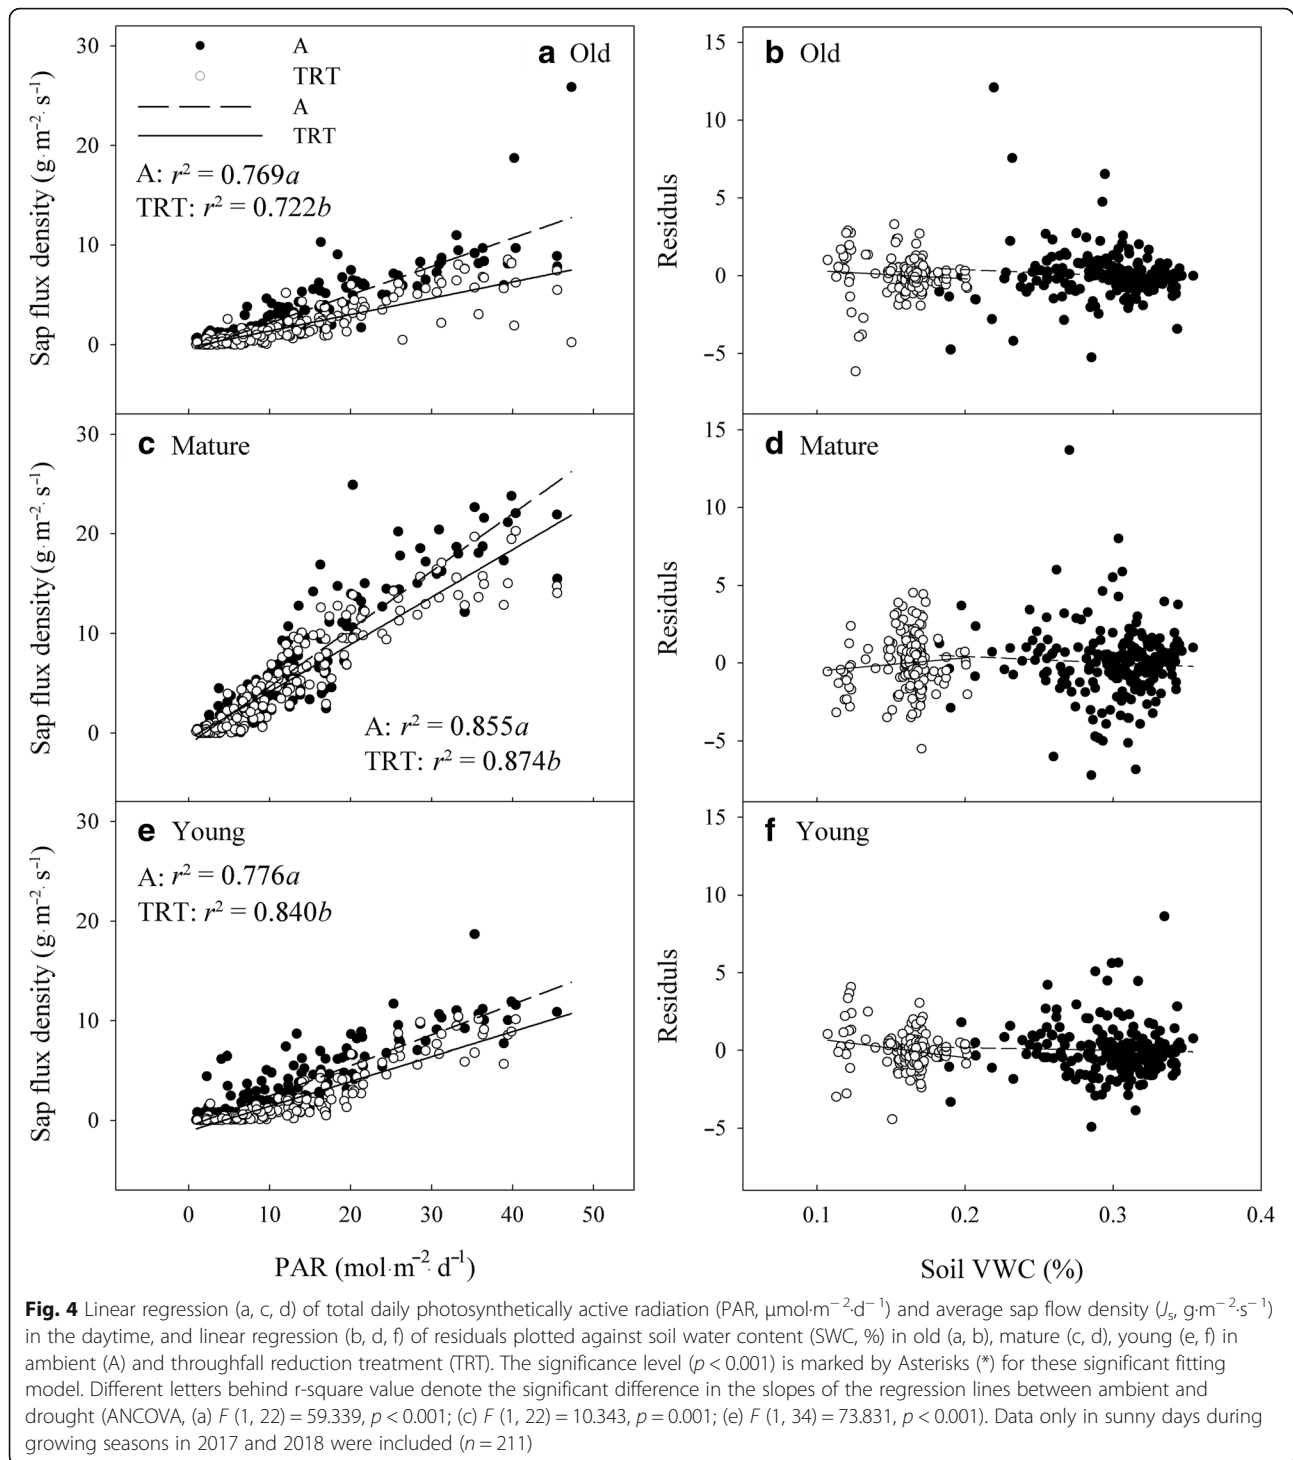 30
20
10
0
Sap flux density (g·m⁻²·s⁻¹)
A
TRT
A
TRT
a Old
A: r² = 0.769a
TRT: r² = 0.722b
15
10
5
0
−5
Residuls
b Old
30
20
10
0
Sap flux density (g·m⁻²·s⁻¹)
c Mature
A: r² = 0.855a
TRT: r² = 0.874b
15
10
5
0
−5
Residuls
d Mature
30
20
10
0
Sap flux density (g·m⁻²·s⁻¹)
e Young
A: r² = 0.776a
TRT: r² = 0.840b
0 10 20 30 40 50
PAR (mol·m⁻²·d⁻¹)
15
10
5
0
−5
Residuls
f Young
0.1 0.2 0.3 0.4
Soil VWC (%)
Fig. 4 Linear regression (a, c, d) of total daily photosynthetically active radiation (PAR, μmol·m⁻²·d⁻¹) and average sap flow density (Jₛ, g·m⁻²·s⁻¹)
in the daytime, and linear regression (b, d, f) of residuals plotted against soil water content (SWC, %) in old (a, b), mature (c, d), young (e, f) in
ambient (A) and throughfall reduction treatment (TRT). The significance level (p < 0.001) is marked by Asterisks (*) for these significant fitting
model. Different letters behind r-square value denote the significant difference in the slopes of the regression lines between ambient and
drought (ANCOVA, (a) F (1, 22) = 59.339, p < 0.001; (c) F (1, 22) = 10.343, p = 0.001; (e) F (1, 34) = 73.831, p < 0.001). Data only in sunny days during
growing seasons in 2017 and 2018 were included (n = 211)